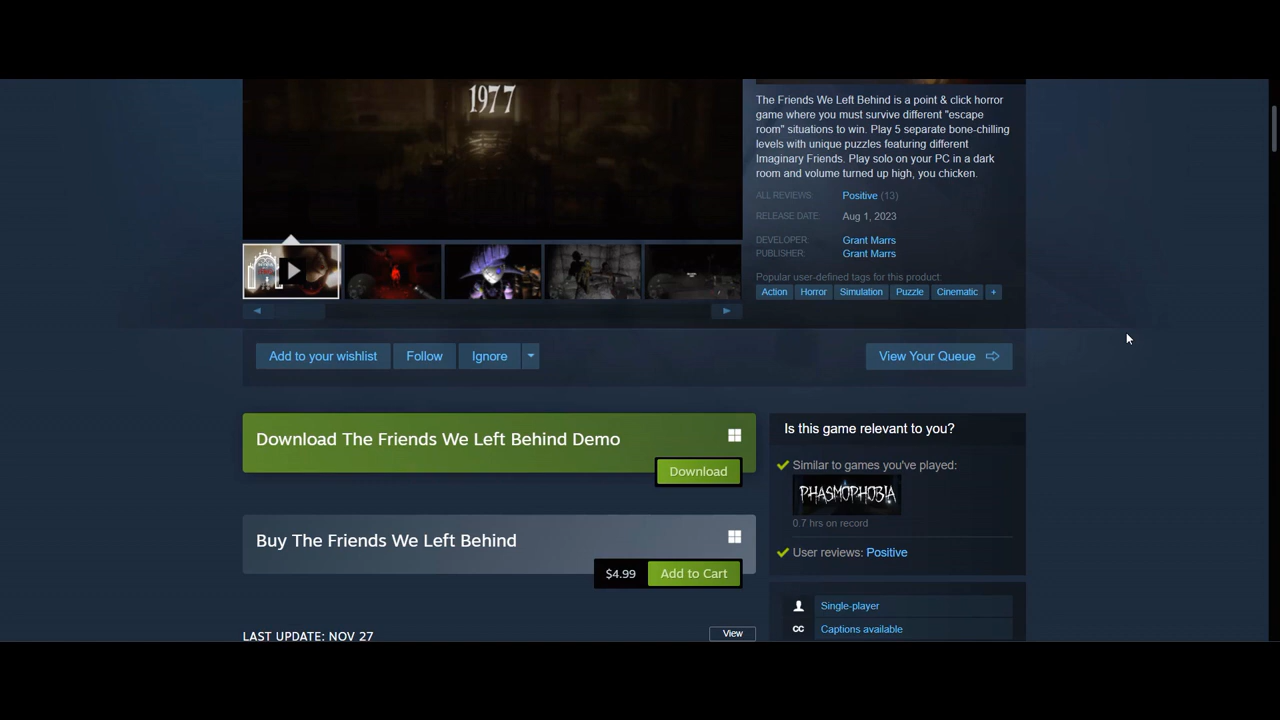 1977
The Friends We Left Behind is a point & click horror
game where you must survive different "escape
room" situations to win. Play 5 separate bone-chilling
levels with unique puzzles featuring different
Imaginary Friends. Play solo on your PC in a dark
room and volume turned up high, you chicken.
ALL REVIEWS: Positive (13)
RELEASE DATE: Aug 1, 2023
DEVELOPER: Grant Marrs
PUBLISHER: Grant Marrs
Popular user-defined tags for this product:
Action Horror Simulation Puzzle Cinematic +
Add to your wishlist Follow Ignore
View Your Queue
Download The Friends We Left Behind Demo
Download
Buy The Friends We Left Behind
$4.99 Add to Cart
LAST UPDATE: NOV 27
View
Is this game relevant to you?
Similar to games you've played:
PHASMOPHOBIA
0.7 hrs on record
User reviews: Positive
Single-player
CC Captions available